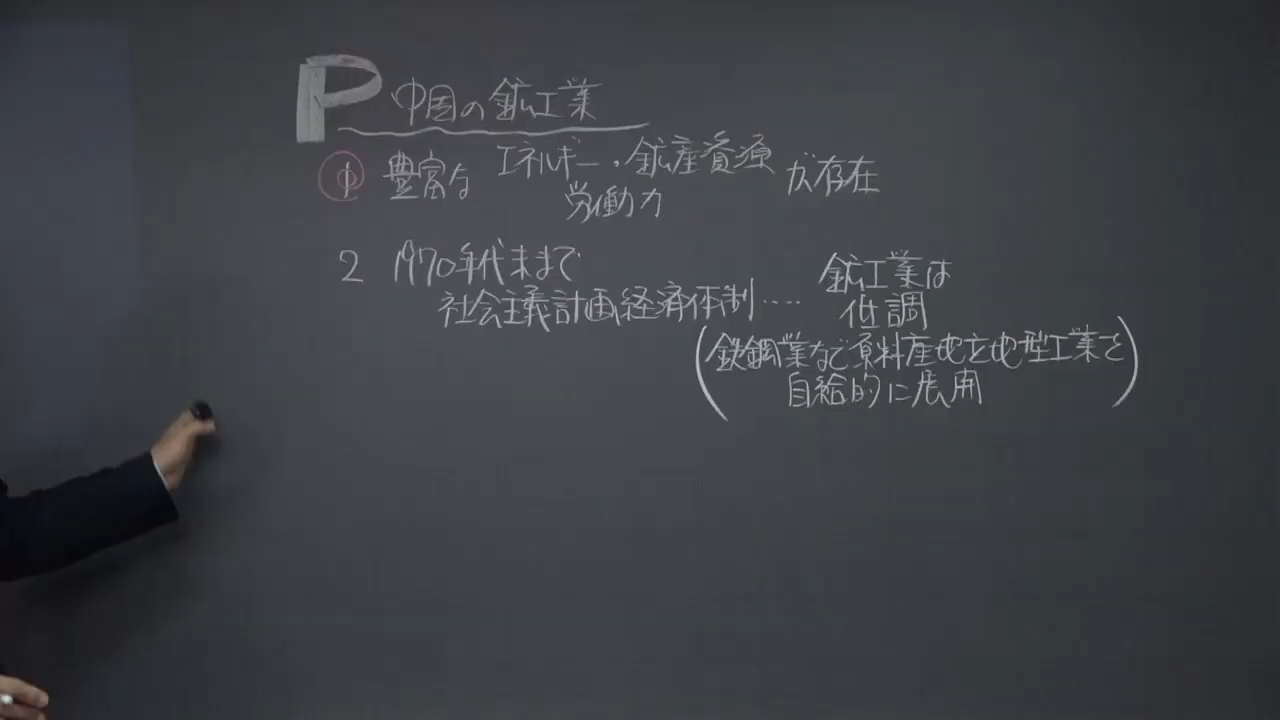 P 中国の鉱工業
① 豊富な エネルギー・鉱産資源 が存在
労働力
2 1970年代末まで
社会主義計画経済体制…… 鉱工業は
低調
(鉄鋼業など原料産地立地型工業を
自給的に展開)